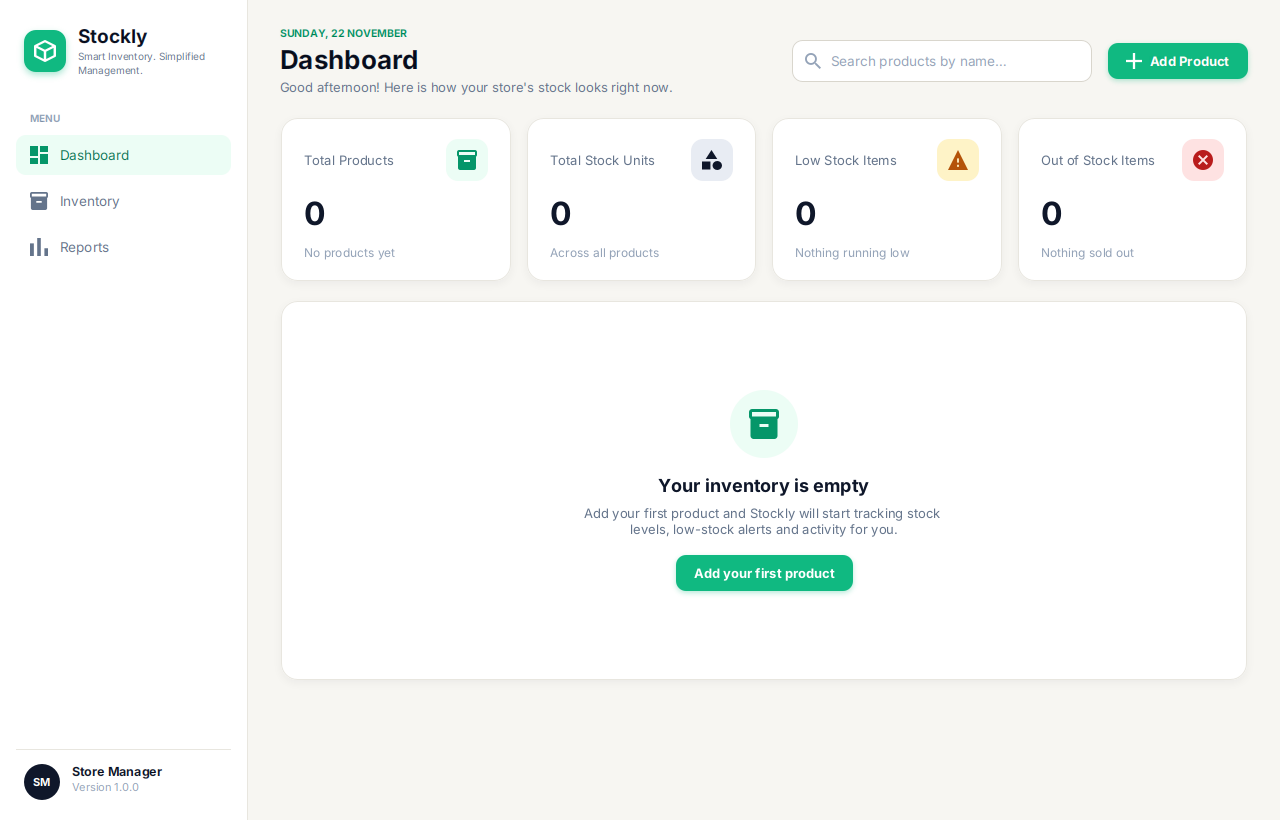 Stockly
Smart Inventory. Simplified
Management.
MENU
Dashboard
Inventory
Reports
SM
Store Manager
Version 1.0.0
SUNDAY, 22 NOVEMBER
Dashboard
Good afternoon! Here is how your store's stock looks right now.
Search products by name...
Add Product
Total Products
0
No products yet
Total Stock Units
0
Across all products
Low Stock Items
0
Nothing running low
Out of Stock Items
0
Nothing sold out
Your inventory is empty
Add your first product and Stockly will start tracking stock
levels, low-stock alerts and activity for you.
Add your first product